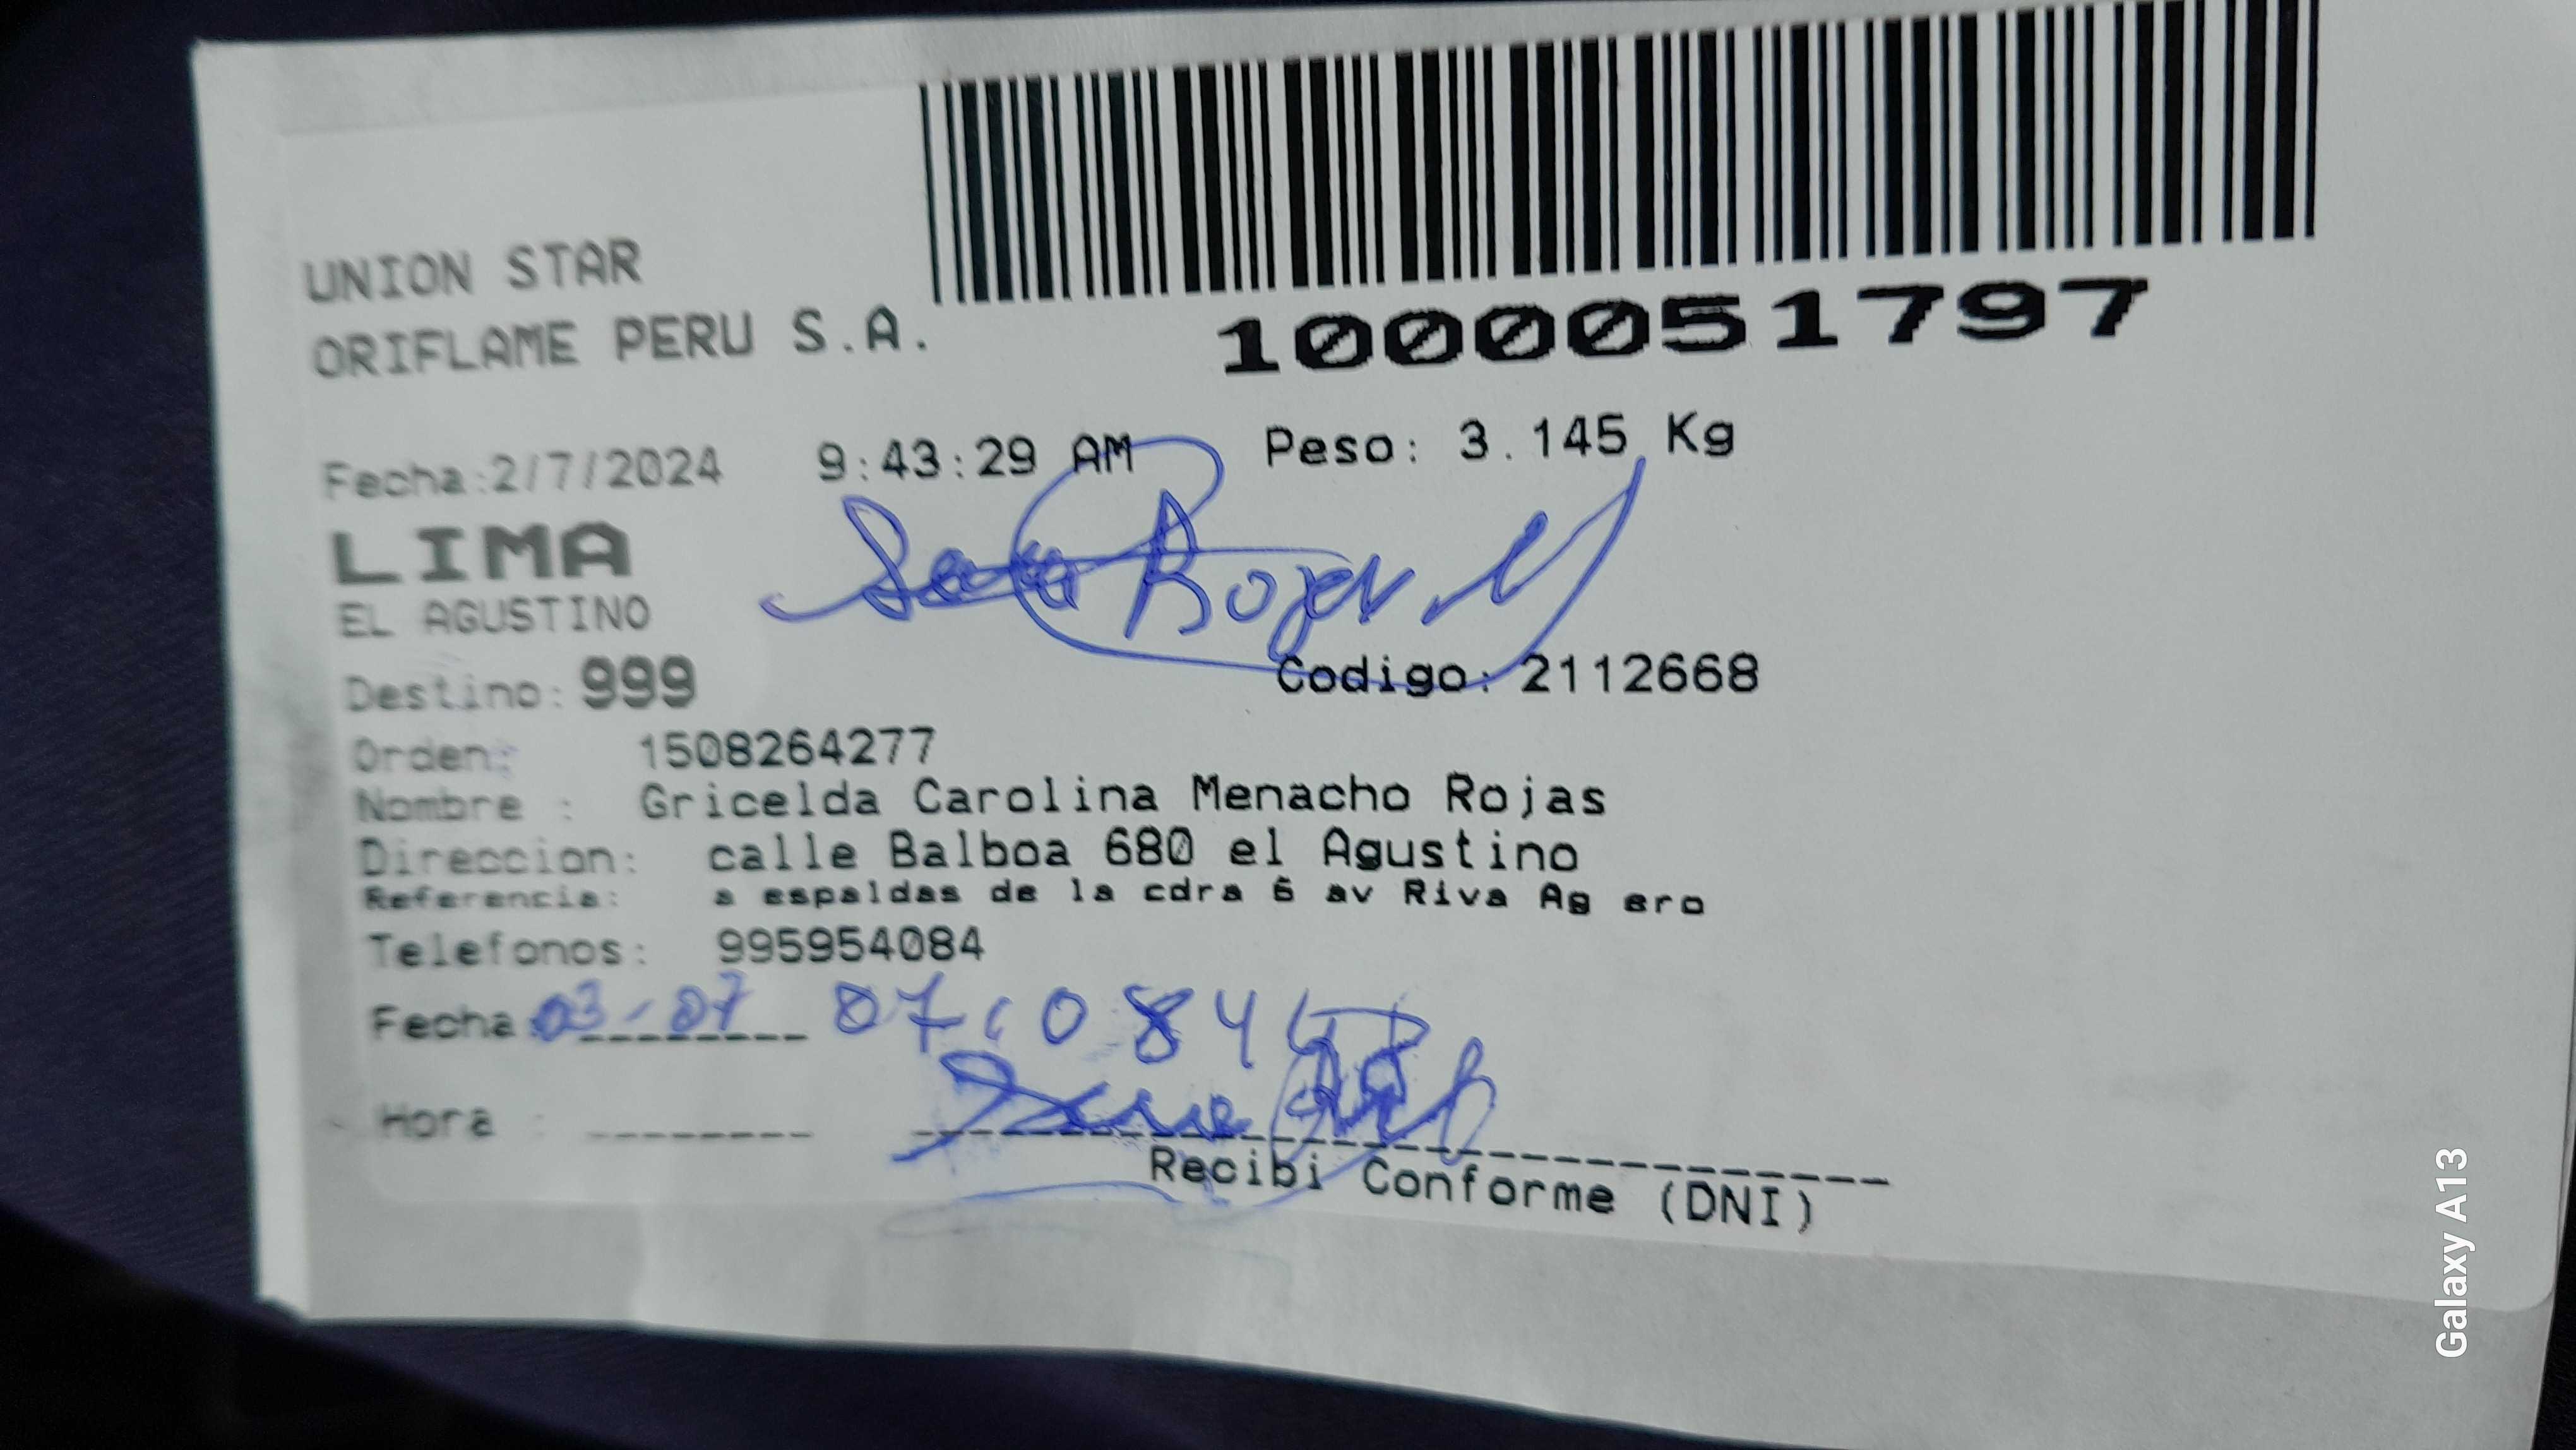 UNION STAR
ORIFLAME PERU S.A.
1000051797
Fecha:2/7/2024 9:43:29 AM Peso: 3.145 Kg
LIMA
Rojas M
EL AGUSTINO
Destino: 999 Codigo: 2112668
Orden: 1508264277
Nombre : Gricelda Carolina Menacho Rojas
Direccion: calle Balboa 680 el Agustino
Referencia: a espaldas de la cdra 6 av Riva Ag ero
Telefonos: 995954084
Fecha 03-07
Hora :
Recibi Conforme (DNI)
Galaxy A13